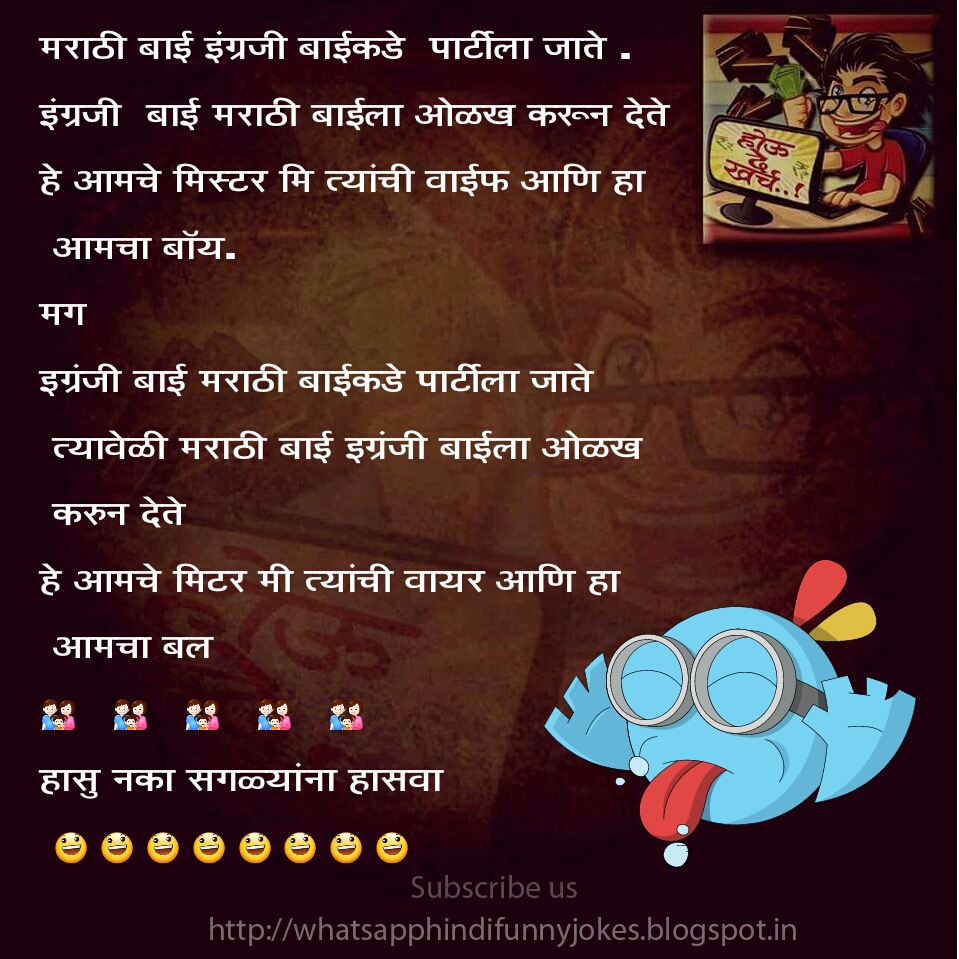 मराठी बाई इंग्रजी बाईकडे पार्टीला जाते .
इंग्रजी बाई मराठी बाईला ओळख करून देते
हे आमचे मिस्टर मि त्यांची वाईफ आणि हा
आमचा बॉय.
मग
इग्रंजी बाई मराठी बाईकडे पार्टीला जाते
त्यावेळी मराठी बाई इग्रंजी बाईला ओळख
करुन देते
हे आमचे मिटर मी त्यांची वायर आणि हा
आमचा बल
हासु नका सगळ्यांना हासवा
होऊ
दे
खर्च..!
Subscribe us
http://whatsapphindifunnyjokes.blogspot.in